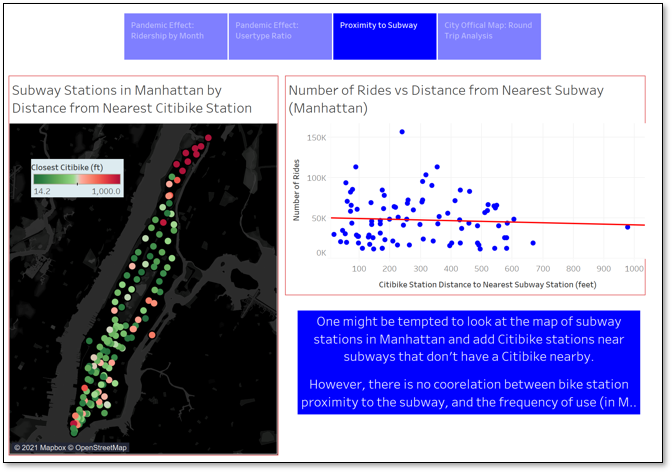 Pandemic Effect:
Ridership by Month
Pandemic Effect:
Usertype Ratio
Proximity to Subway
City Offical Map: Round
Trip Analysis
Subway Stations in Manhattan by
Distance from Nearest Citibike Station
Closest Citibike (ft)
14.2 1,000.0
© 2021 Mapbox © OpenStreetMap
Number of Rides vs Distance from Nearest Subway
(Manhattan)
Number of Rides
150K
100K
50K
0K
100 200 300 400 500 600 700 800 900 1000
Citibike Station Distance to Nearest Subway Station (feet)
One might be tempted to look at the map of subway
stations in Manhattan and add Citibike stations near
subways that don't have a Citibike nearby.
However, there is no coorelation between bike station
proximity to the subway, and the frequency of use (in M..